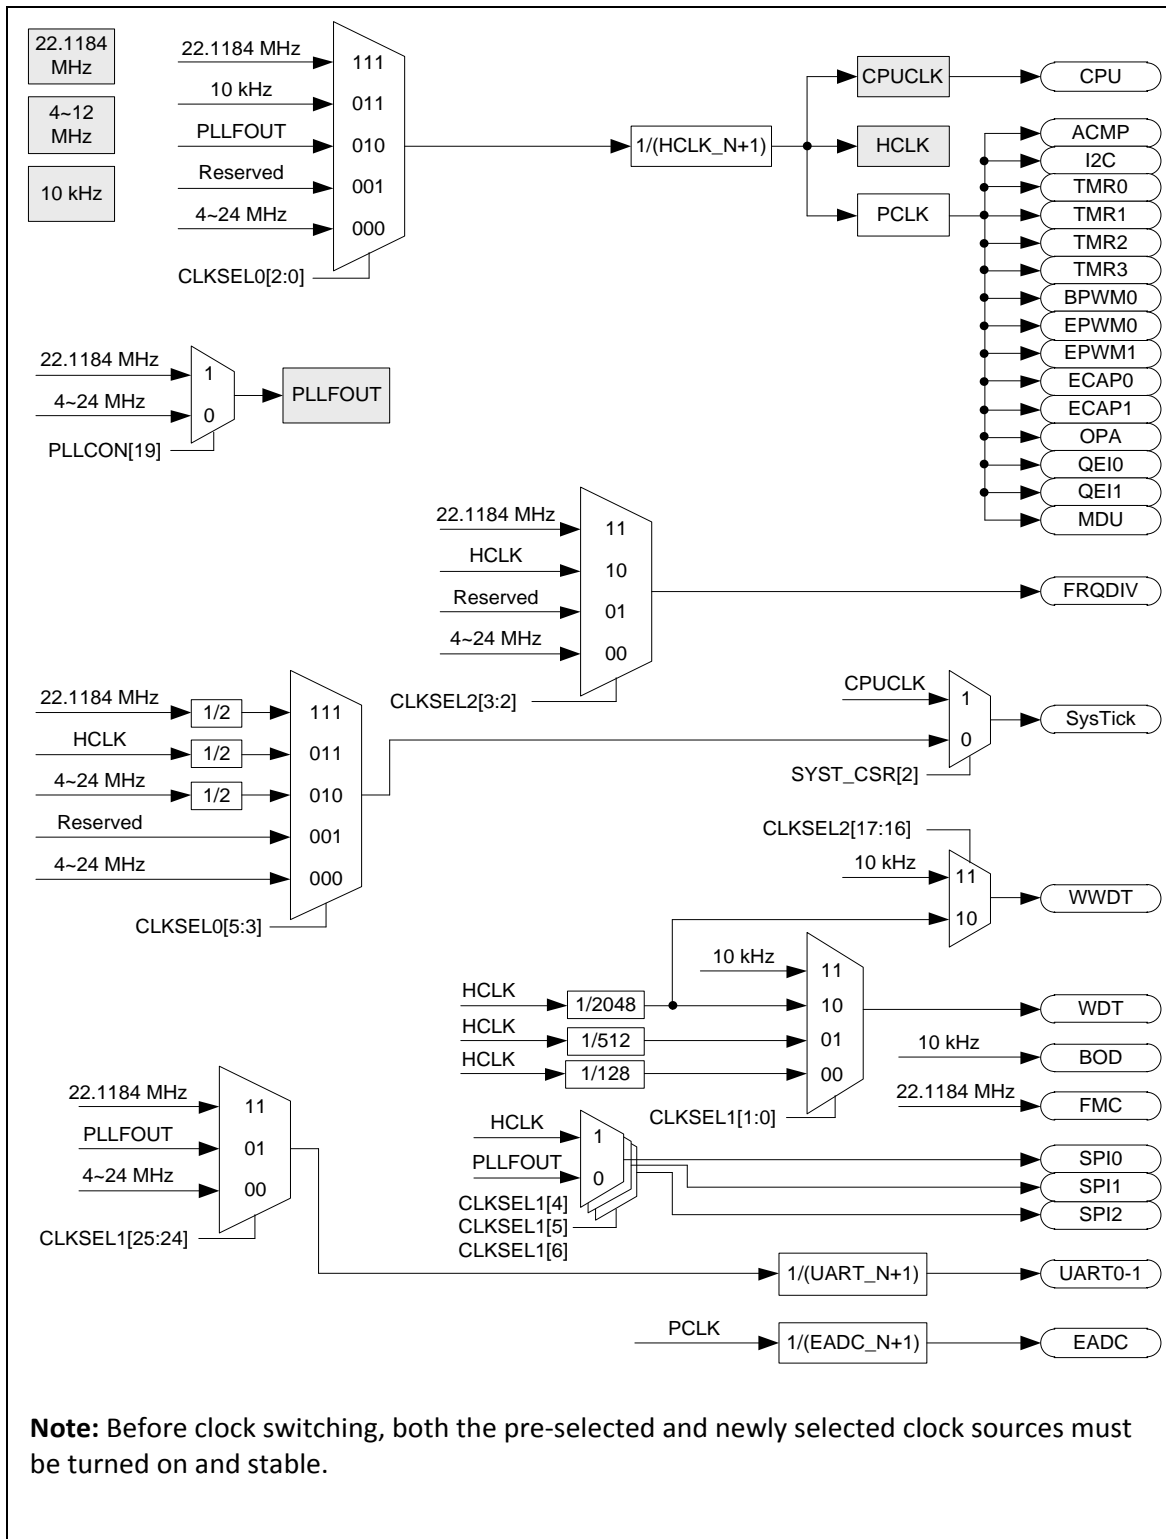 22.1184
MHz
4~12
MHz
10 kHz
22.1184 MHz
10 kHz
PLLFOUT
Reserved
4~24 MHz
111
011
010
001
000
CLKSEL0[2:0]
1/(HCLK_N+1)
CPUCLK
HCLK
PCLK
CPU
ACMP
I2C
TMR0
TMR1
TMR2
TMR3
BPWM0
EPWM0
EPWM1
ECAP0
ECAP1
OPA
QEI0
QEI1
MDU
22.1184 MHz
4~24 MHz
1
0
PLLCON[19]
PLLFOUT
22.1184 MHz
HCLK
Reserved
4~24 MHz
11
10
01
00
CLKSEL2[3:2]
FRQDIV
22.1184 MHz
HCLK
4~24 MHz
Reserved
4~24 MHz
1/2
1/2
1/2
111
011
010
001
000
CLKSEL0[5:3]
CPUCLK
1
0
SYST_CSR[2]
SysTick
CLKSEL2[17:16]
10 kHz
11
10
WWDT
10 kHz
HCLK
1/2048
HCLK
1/512
HCLK
1/128
11
10
01
00
CLKSEL1[1:0]
WDT
10 kHz
BOD
22.1184 MHz
FMC
HCLK
PLLFOUT
1
0
CLKSEL1[4]
CLKSEL1[5]
CLKSEL1[6]
SPI0
SPI1
SPI2
22.1184 MHz
PLLFOUT
4~24 MHz
11
01
00
CLKSEL1[25:24]
1/(UART_N+1)
UART0-1
PCLK
1/(EADC_N+1)
EADC
Note: Before clock switching, both the pre-selected and newly selected clock sources must
be turned on and stable.